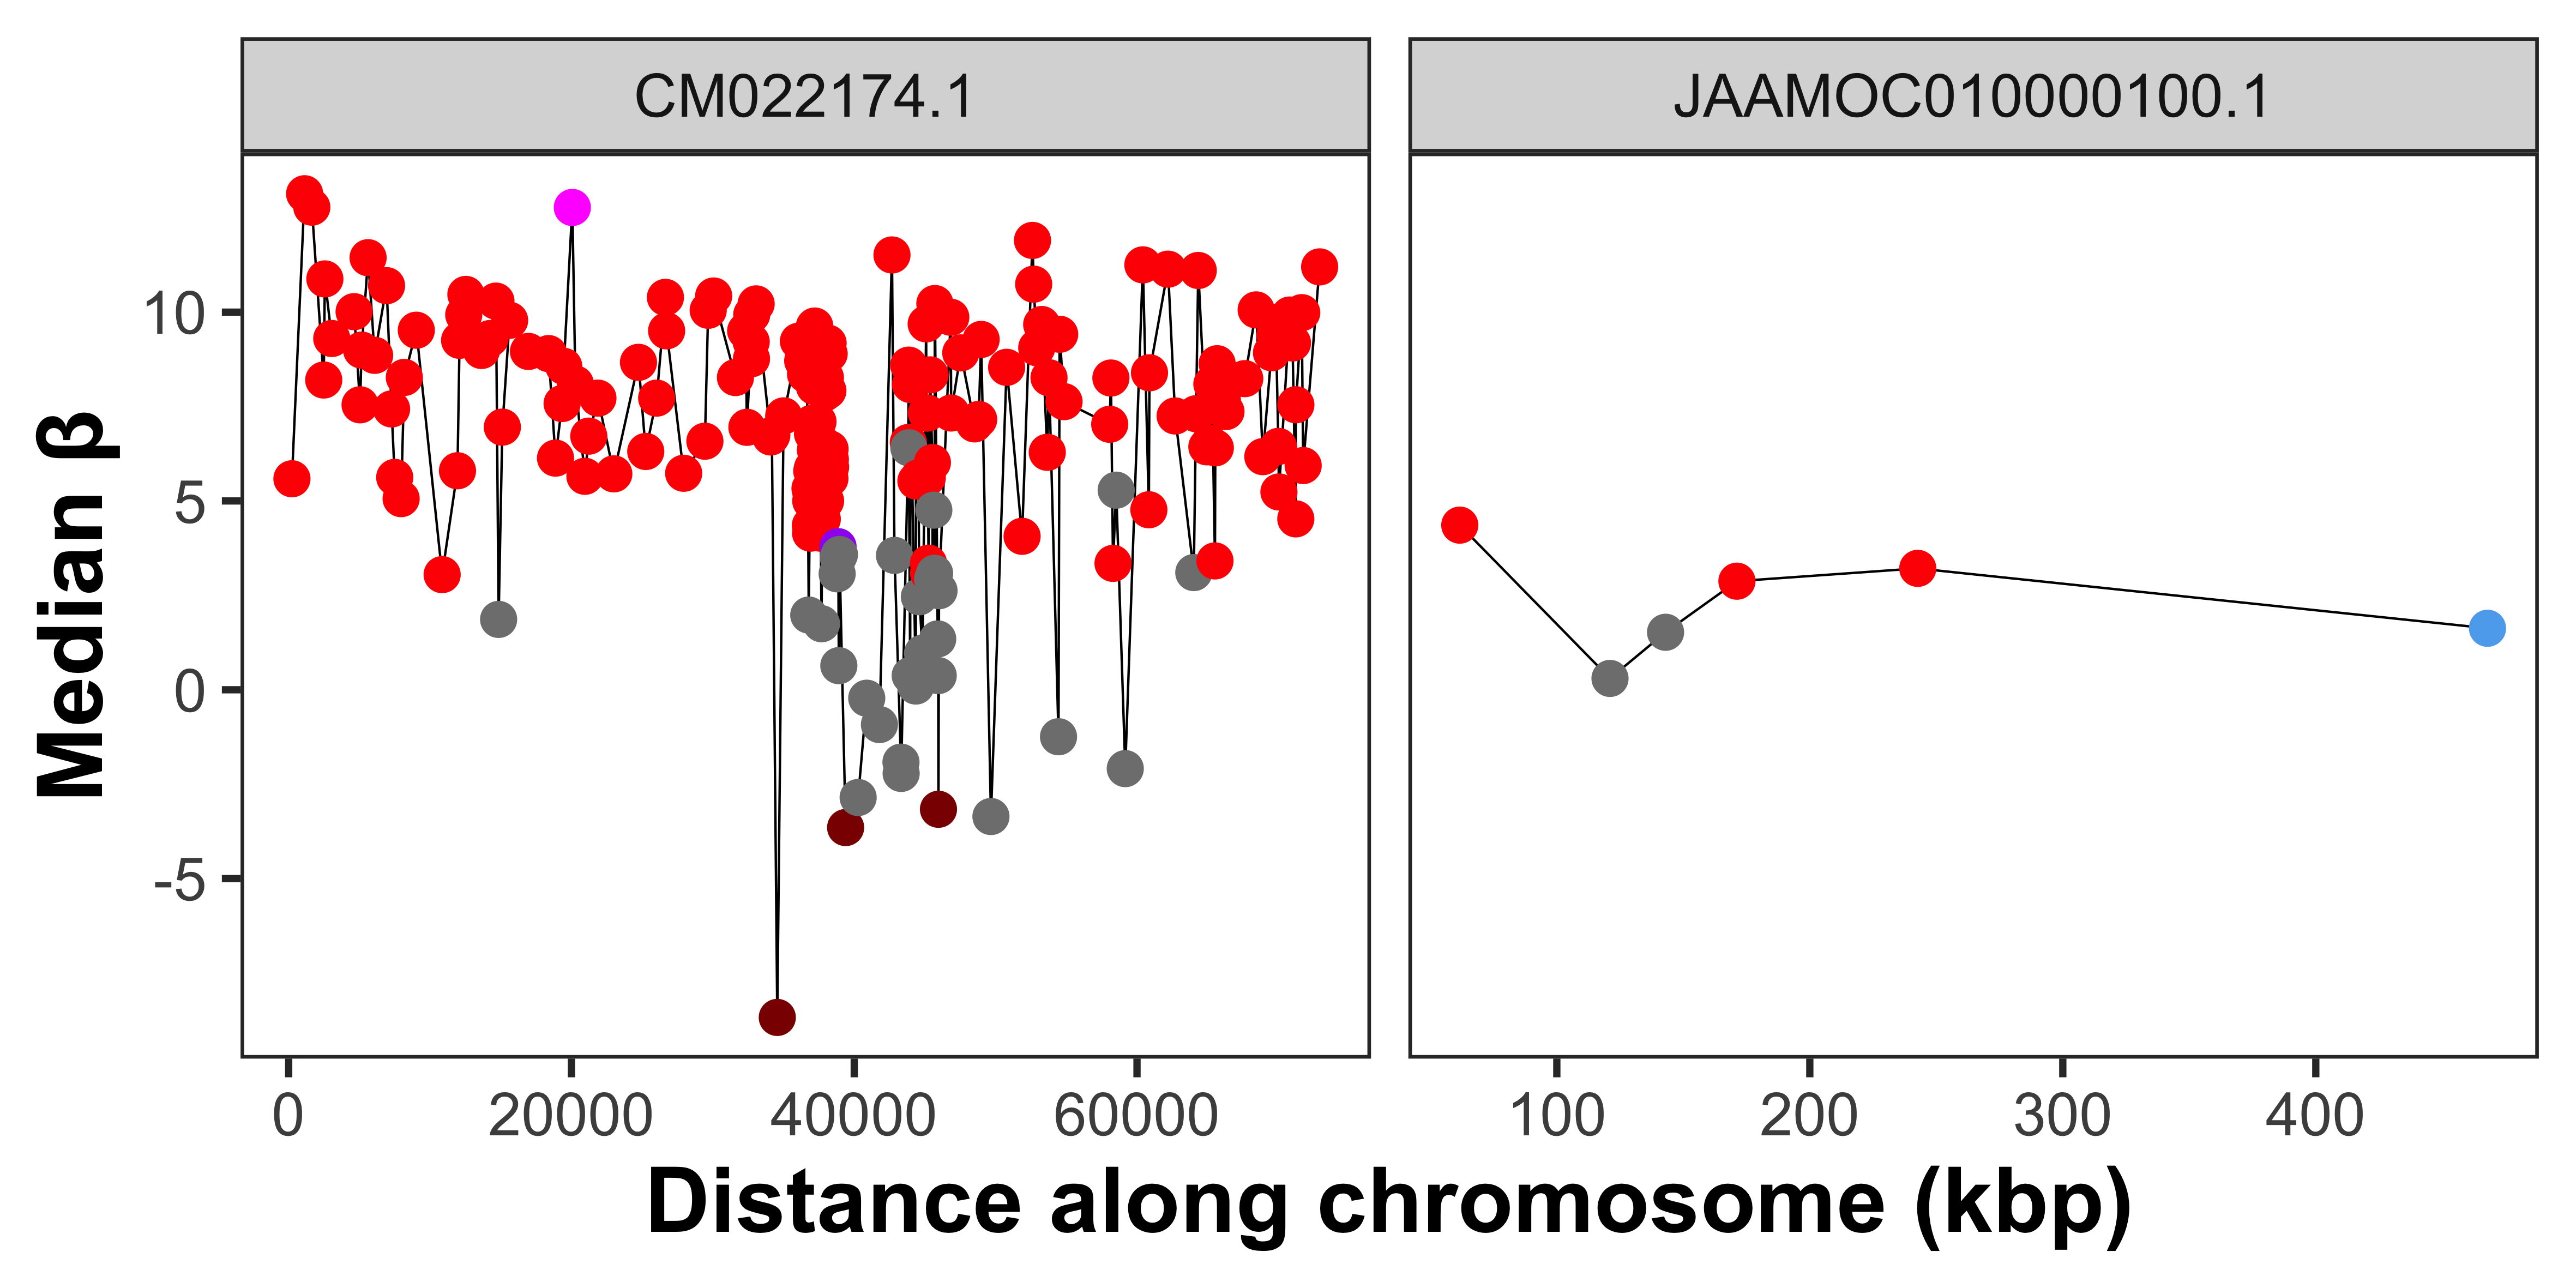 CM022174.1 JAAMOC010000100.1
Median β
10
5
0
-5
0 20000 40000 60000 100 200 300 400
Distance along chromosome (kbp)